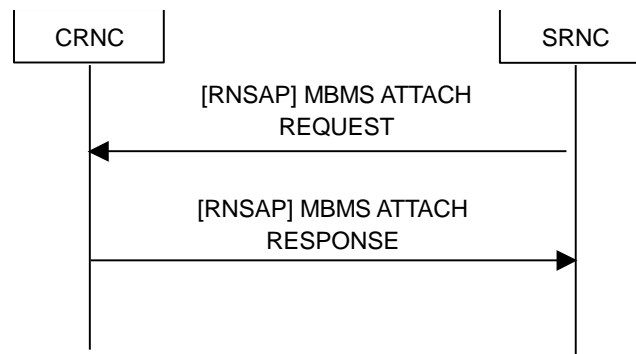 CRNC
SRNC
[RNSAP] MBMS ATTACH
REQUEST
[RNSAP] MBMS ATTACH
RESPONSE